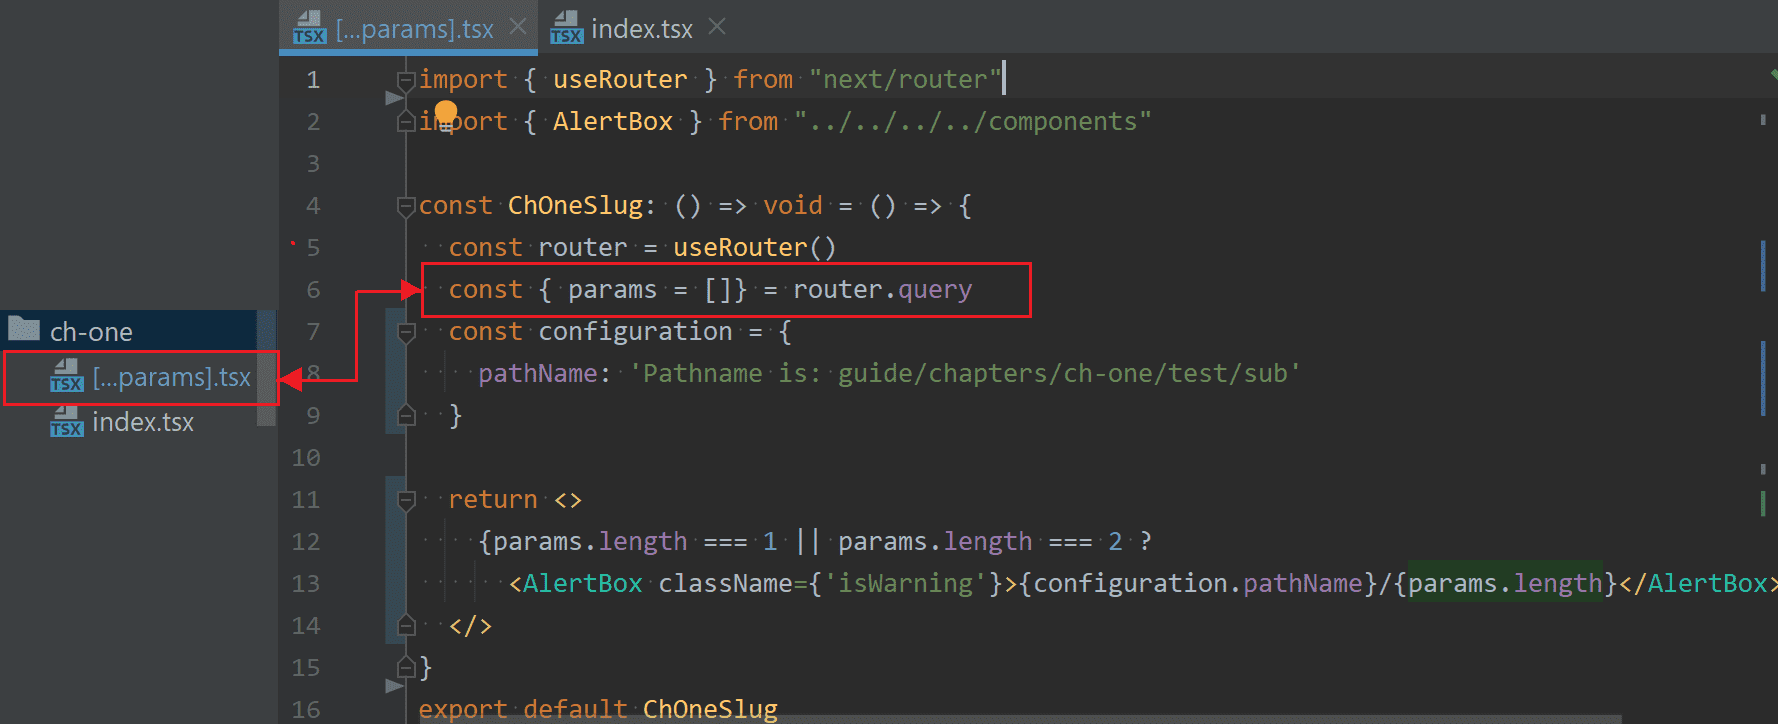 [...params].tsx index.tsx
1 import { useRouter } from "next/router"
2 import { AlertBox } from "../../../../components"
3
4 const ChOneSlug: () => void = () => {
5 const router = useRouter()
6 const { params = []} = router.query
7 const configuration = {
8 pathName: 'Pathname is: guide/chapters/ch-one/test/sub'
9 }
10
11 return <>
12 {params.length === 1 || params.length === 2 ?
13 <AlertBox className={'isWarning'}>{configuration.pathName}/{params.length}</AlertBox>
14 </>
15 }
16 export default ChOneSlug
ch-one
TSX [...params].tsx
TSX index.tsx